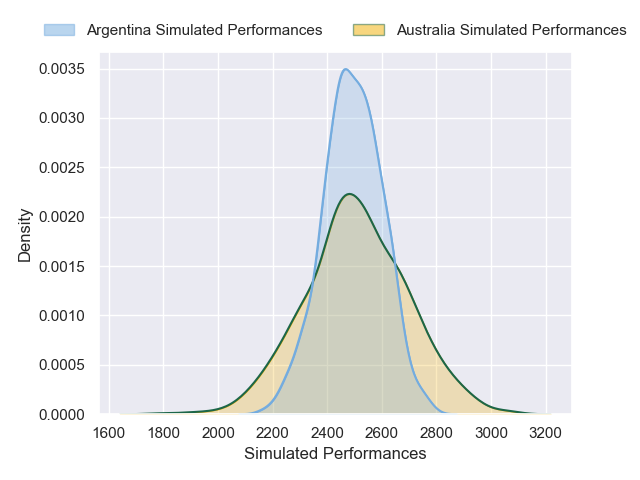 Argentina Simulated Performances Australia Simulated Performances
0.0035
0.0030
0.0025
0.0020
0.0015
0.0010
0.0005
0.0000
Density
1600 1800 2000 2200 2400 2600 2800 3000 3200
Simulated Performances